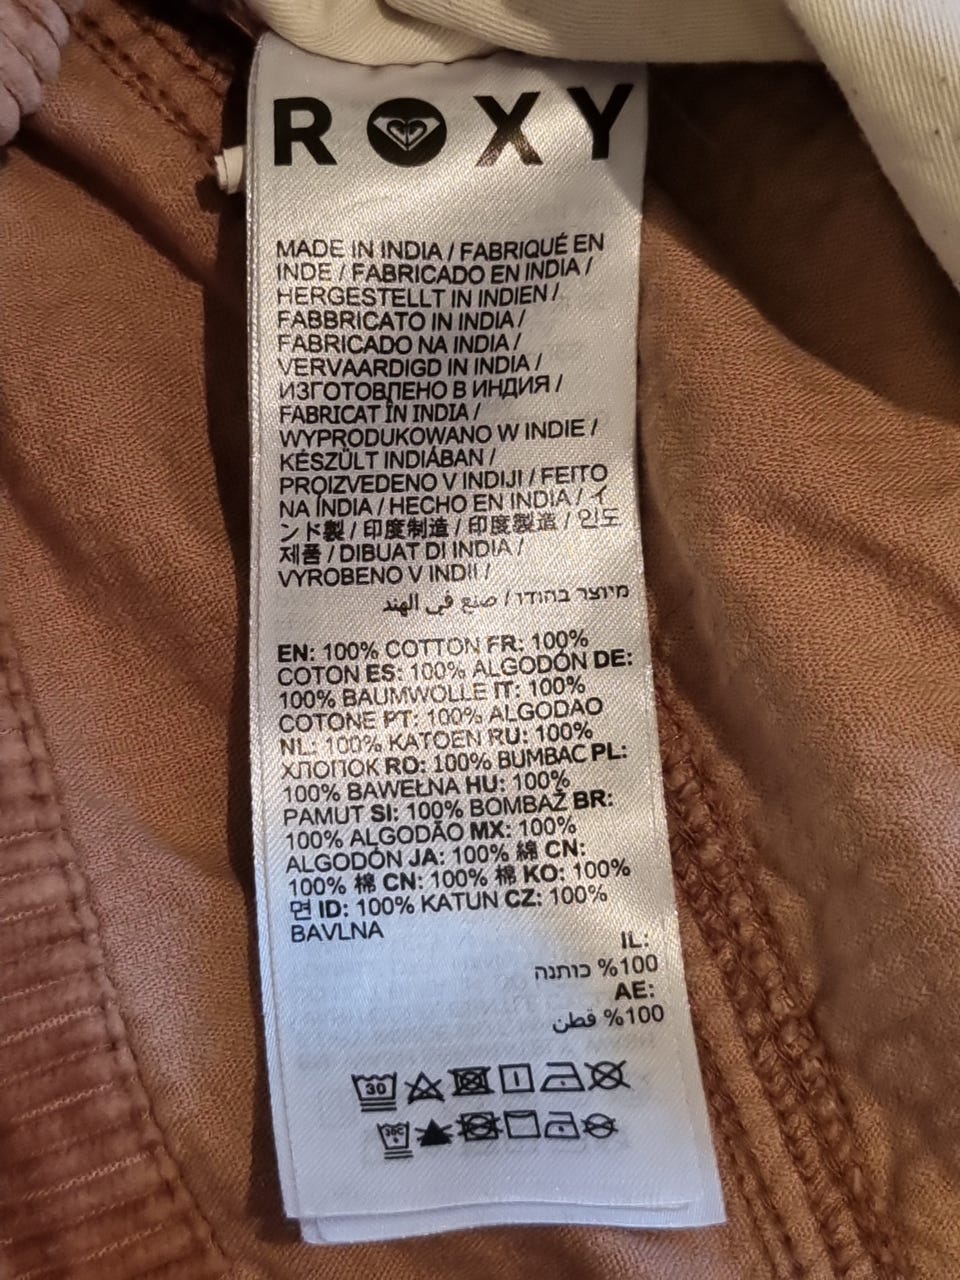 ROXY
MADE IN INDIA / FABRIQUÉ EN
INDE / FABRICADO EN INDIA /
HERGESTELLT IN INDIEN /
FABBRICATO IN INDIA /
FABRICADO NA INDIA /
VERVAARDIGD IN INDIA /
ИЗГОТОВЛЕНО В ИНДИЯ /
FABRICAT ÎN INDIA /
WYPRODUKOWANO W INDIE /
KÉSZÜLT INDIÁBAN /
PROIZVEDENO V INDIJI / FEITO
NA ÍNDIA / HECHO EN INDIA / イ
ンド製 / 印度制造 / 印度製造 / 인도
제품 / DIBUAT DI INDIA /
VYROBENO V INDII /
מיוצר בהודו / صنع في الهند
EN: 100% COTTON FR: 100%
COTON ES: 100% ALGODÓN DE:
100% BAUMWOLLE IT: 100%
COTONE PT: 100% ALGODAO
NL: 100% KATOEN RU: 100%
ХЛОПОК RO: 100% BUMBAC PL:
100% BAWEŁNA HU: 100%
PAMUT SI: 100% BOMBAŽ BR:
100% ALGODÃO MX: 100%
ALGODÓN JA: 100% 綿 CN:
100% 棉 CN: 100% 棉 KO: 100%
면 ID: 100% KATUN CZ: 100%
BAVLNA
IL:
100% כותנה
AE:
100% قطن
30
30C